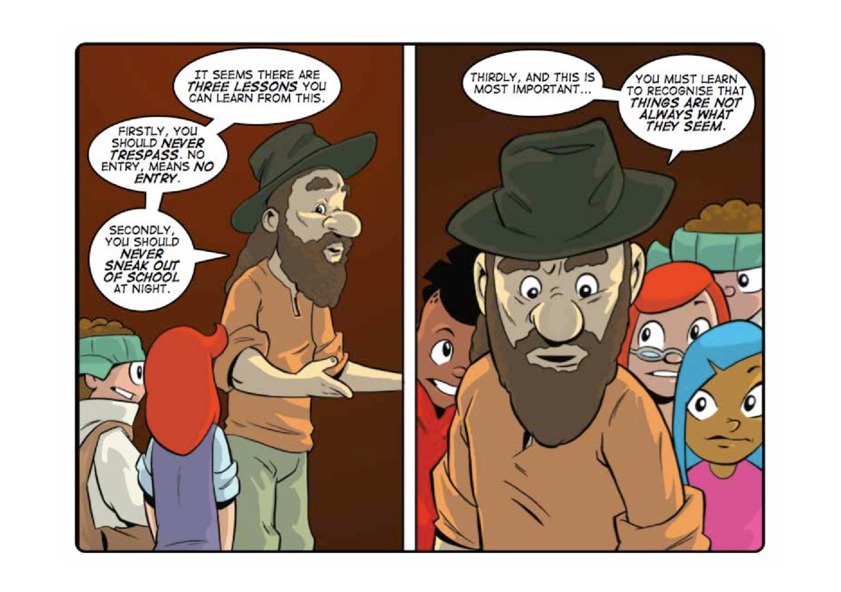 IT SEEMS THERE ARE
THREE LESSONS YOU
CAN LEARN FROM THIS.
FIRSTLY, YOU
SHOULD NEVER
TRESPASS. NO
ENTRY, MEANS NO
ENTRY.
SECONDLY,
YOU SHOULD
NEVER
SNEAK OUT
OF SCHOOL
AT NIGHT.
THIRDLY, AND THIS IS
MOST IMPORTANT...
YOU MUST LEARN
TO RECOGNISE THAT
THINGS ARE NOT
ALWAYS WHAT
THEY SEEM.